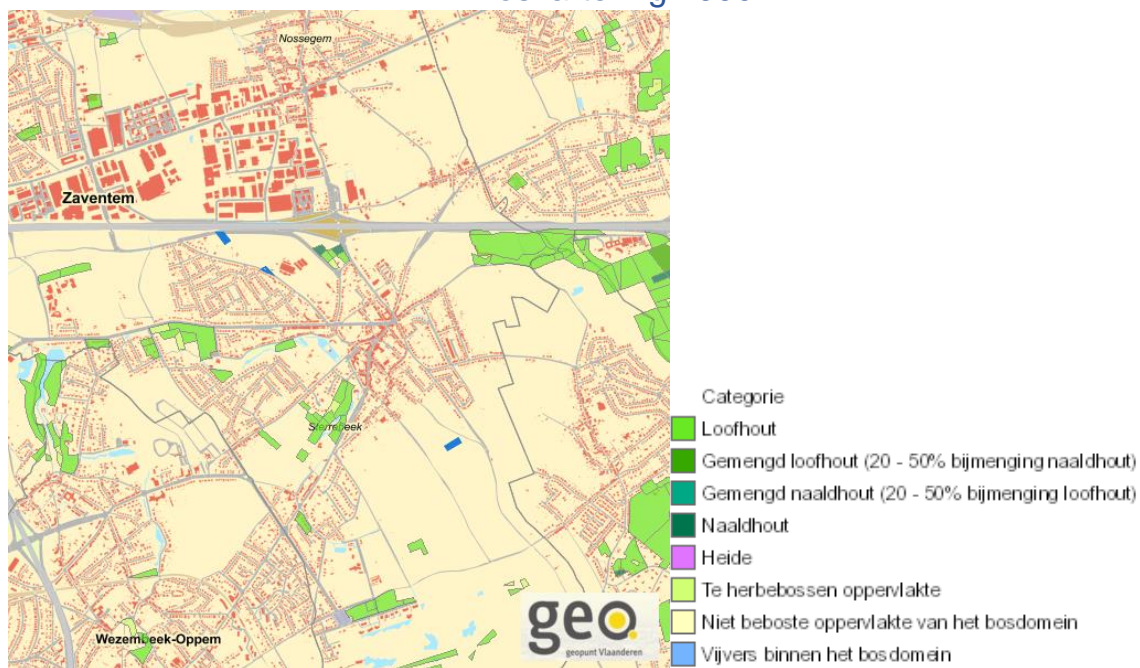 Nossegem
Zaventem
Sterrebeek
Wezembeek-Oppem
geo
geopunt Vlaanderen
Categorie
Loofhout
Gemengd loofhout (20 - 50% bijmenging naaldhout)
Gemengd naaldhout (20 - 50% bijmenging loofhout)
Naaldhout
Heide
Te herbebossen oppervlakte
Niet beboste oppervlakte van het bosdomein
Vijvers binnen het bosdomein